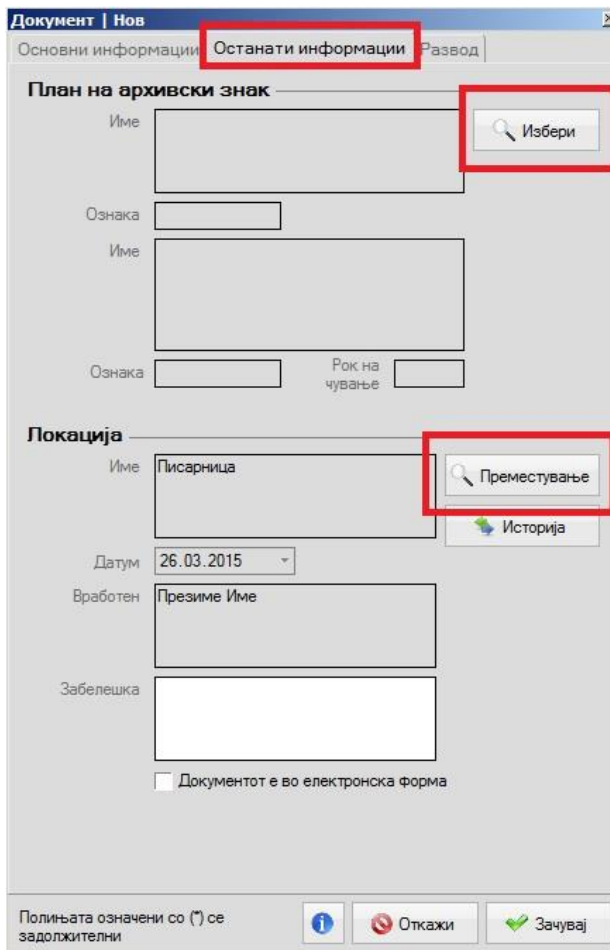 Документ | Нов
Основни информации Останати информации Развод
План на архивски знак
Име
Избери
Ознака
Име
Ознака
Рок на
чување
Локација
Име Писарница
Преместување
Историја
Датум 26.03.2015
Вработен Презиме Име
Забелешка
Документот е во електронска форма
Полињата означени со (*) се
задолжителни
Откажи Зачувај